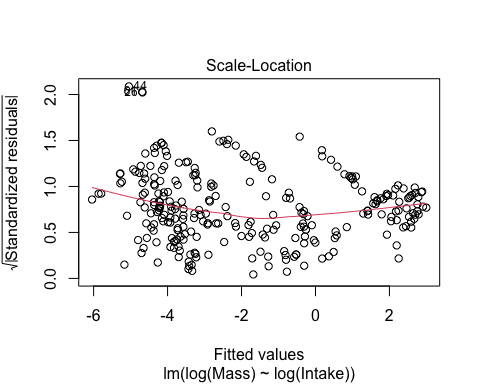 Scale-Location
√|Standardized residuals|
0.0 0.5 1.0 1.5 2.0
-6 -4 -2 0 2
Fitted values
lm(log(Mass) ~ log(Intake))